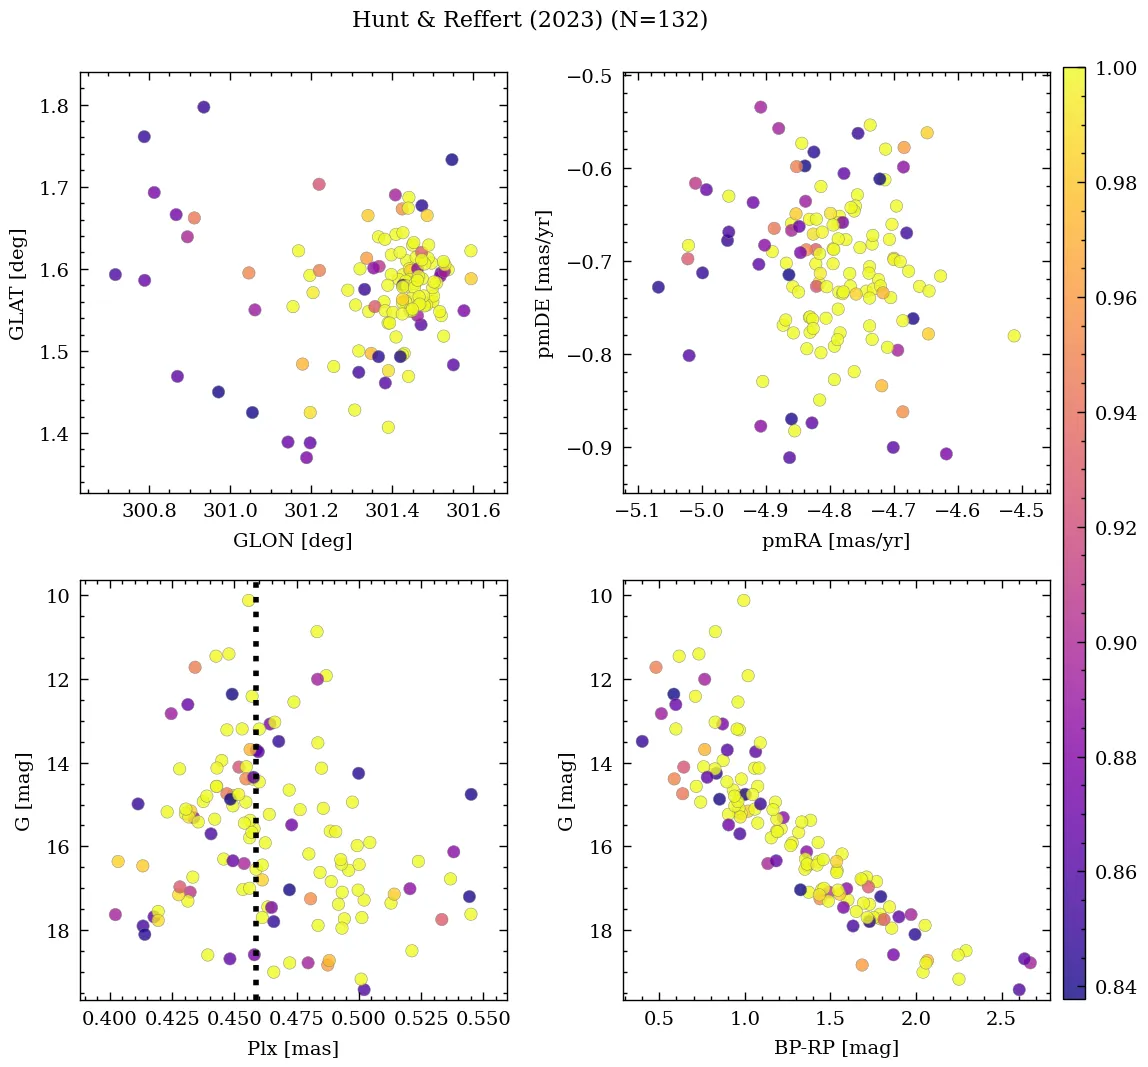 Hunt & Reffert (2023) (N=132)
1.8
1.7
1.6
1.5
1.4
GLAT [deg]
300.8 301.0 301.2 301.4 301.6
GLON [deg]
−0.5
−0.6
−0.7
−0.8
−0.9
pmDE [mas/yr]
−5.1 −5.0 −4.9 −4.8 −4.7 −4.6 −4.5
pmRA [mas/yr]
10
12
14
16
18
G [mag]
0.400 0.425 0.450 0.475 0.500 0.525 0.550
Plx [mas]
10
12
14
16
18
G [mag]
0.5 1.0 1.5 2.0 2.5
BP-RP [mag]
1.00
0.98
0.96
0.94
0.92
0.90
0.88
0.86
0.84